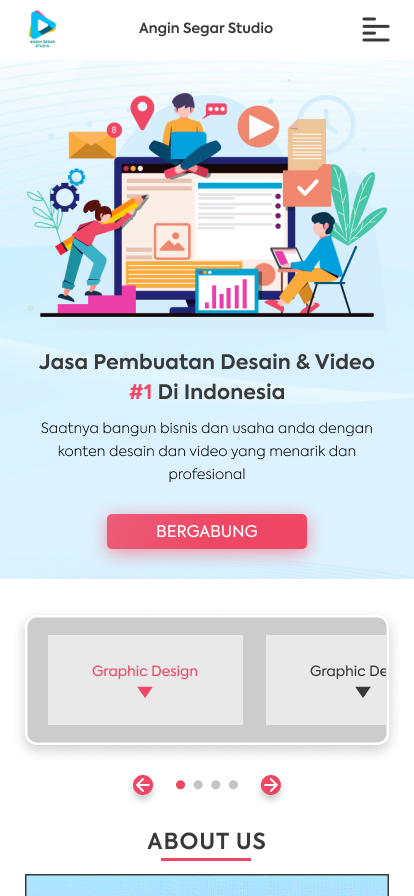 ANGIN SEGAR
STUDIO
Angin Segar Studio
8
Jasa Pembuatan Desain & Video
#1 Di Indonesia
Saatnya bangun bisnis dan usaha anda dengan
konten desain dan video yang menarik dan
profesional
BERGABUNG
Graphic Design
Graphic De
ABOUT US